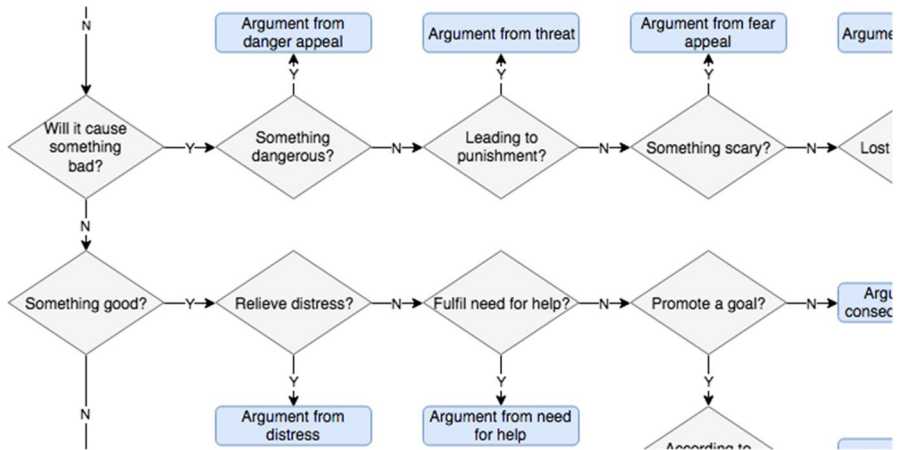 N
Argument from
danger appeal
Argument from threat
Argument from fear
appeal
Y
Y
Y
Will it cause
something
bad?
Y
Something
dangerous?
N
Leading to
punishment?
N
Something scary?
N
Lost
N
Something good?
Y
Relieve distress?
N
Fulfil need for help?
N
Promote a goal?
N
Y
Y
Y
N
Argument from
distress
Argument from need
for help
According to